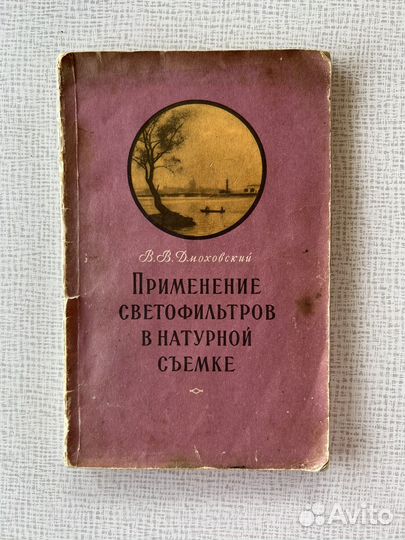 В. В. Дмоховский
ПРИМЕНЕНИЕ
СВЕТОФИЛЬТРОВ
В НАТУРНОЙ
СЪЕМКЕ
Avito